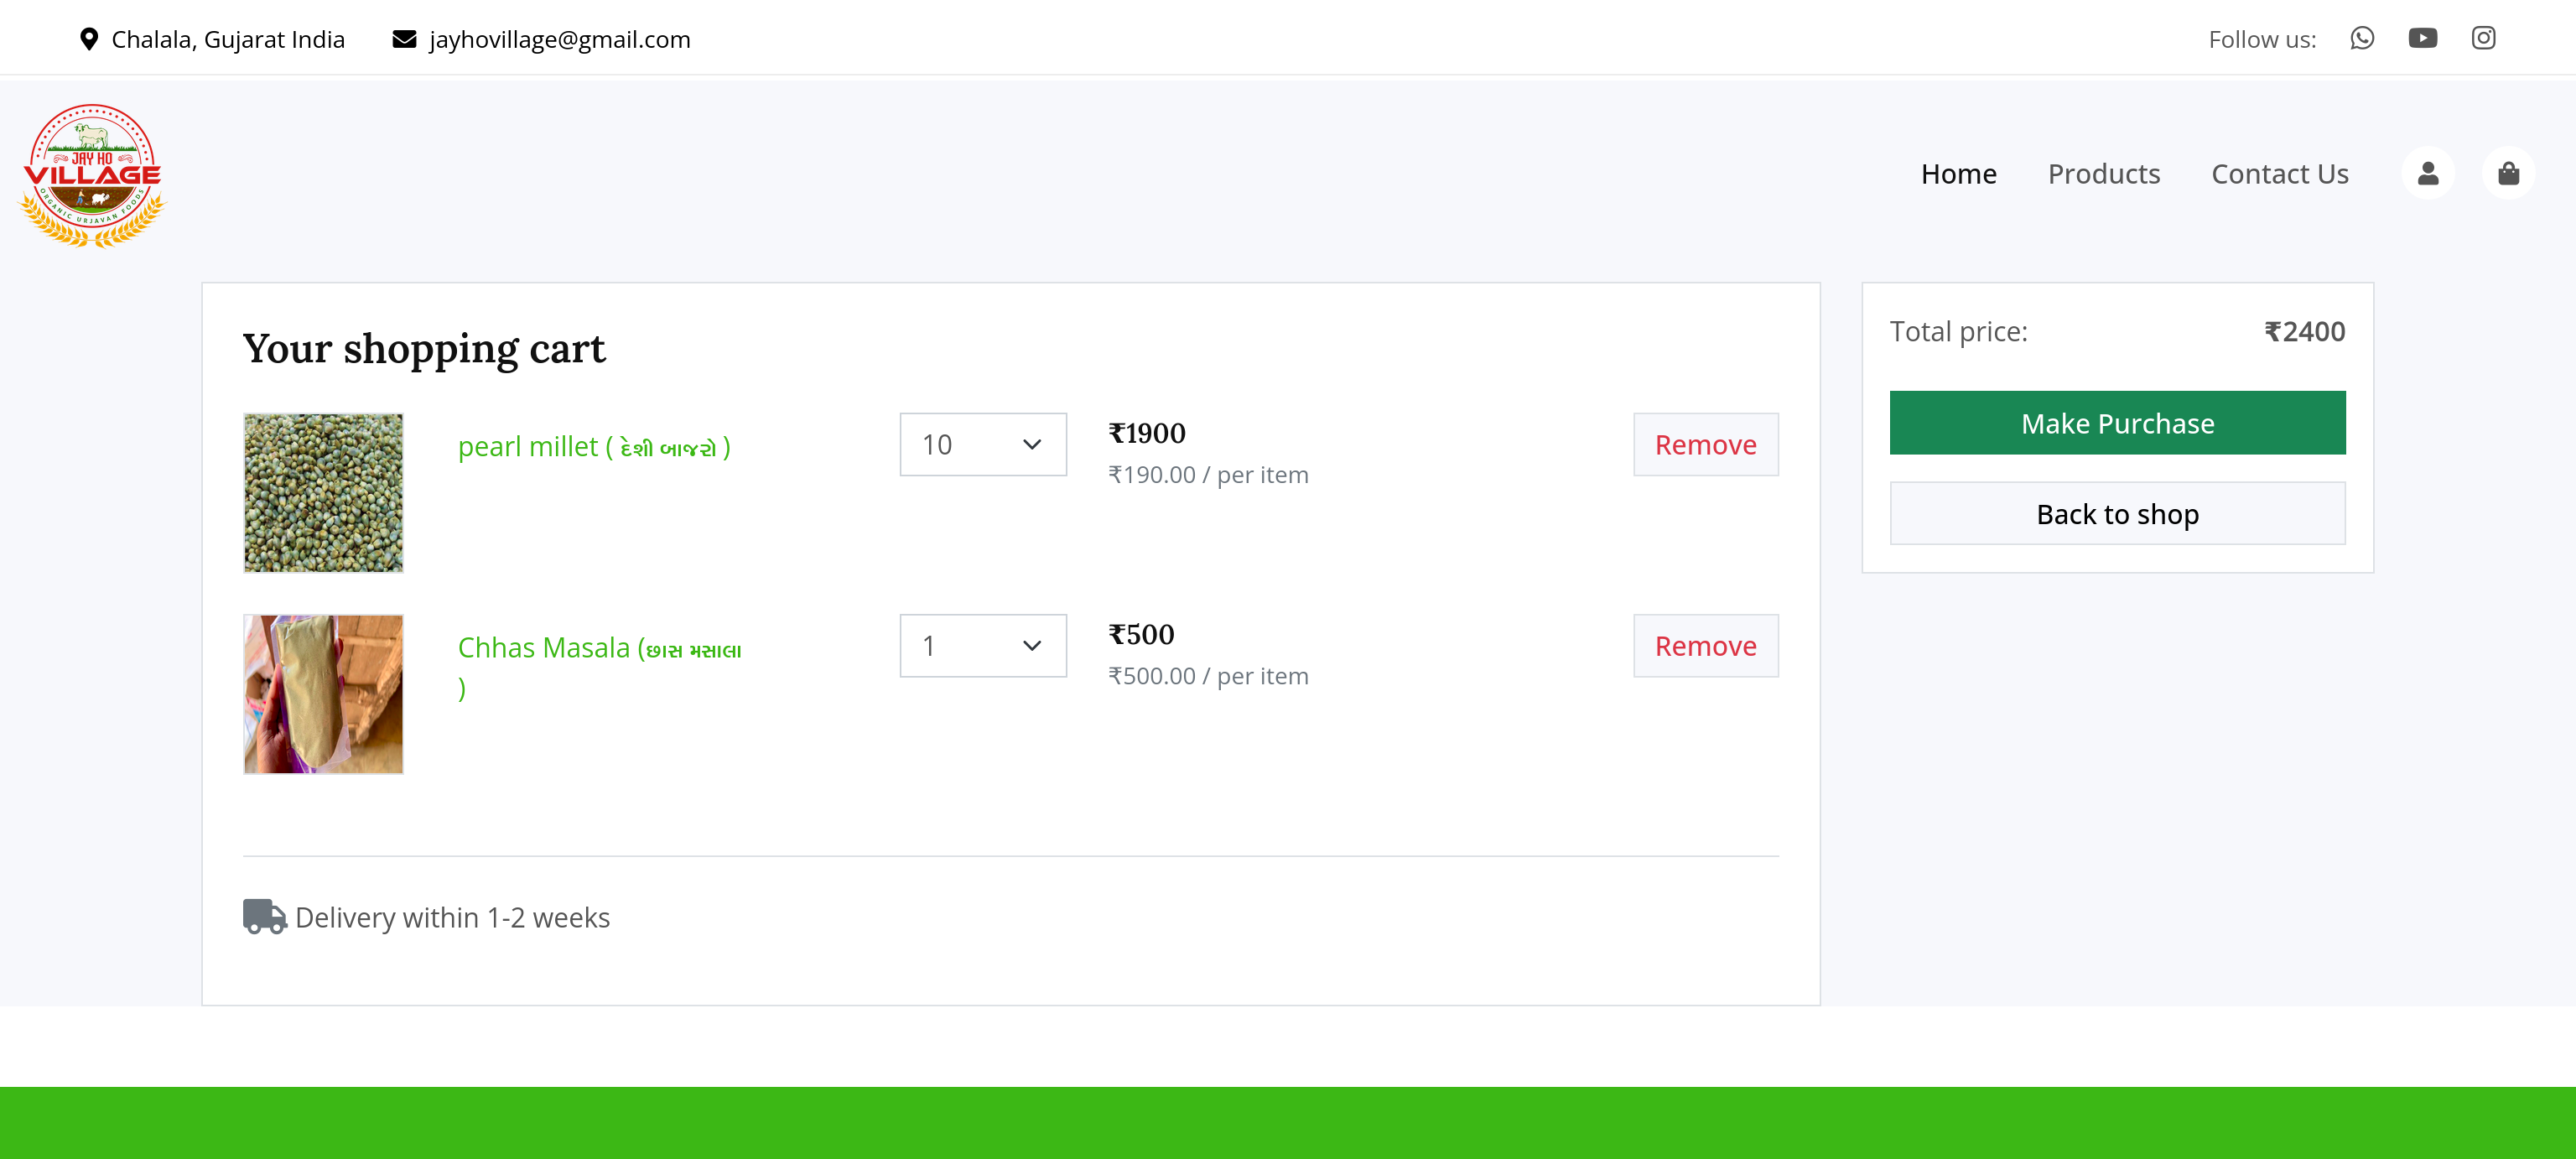 Chalala, Gujarat India
jayhovillage@gmail.com
Follow us:
JAY HO
VILLAGE
ORGANIC URJAVAN FOODS
Home
Products
Contact Us
Your shopping cart
pearl millet ( દેશી બાજરો )
10
₹1900
₹190.00 / per item
Remove
Chhas Masala (છાસ મસાલા
)
1
₹500
₹500.00 / per item
Remove
Delivery within 1-2 weeks
Total price:
₹2400
Make Purchase
Back to shop